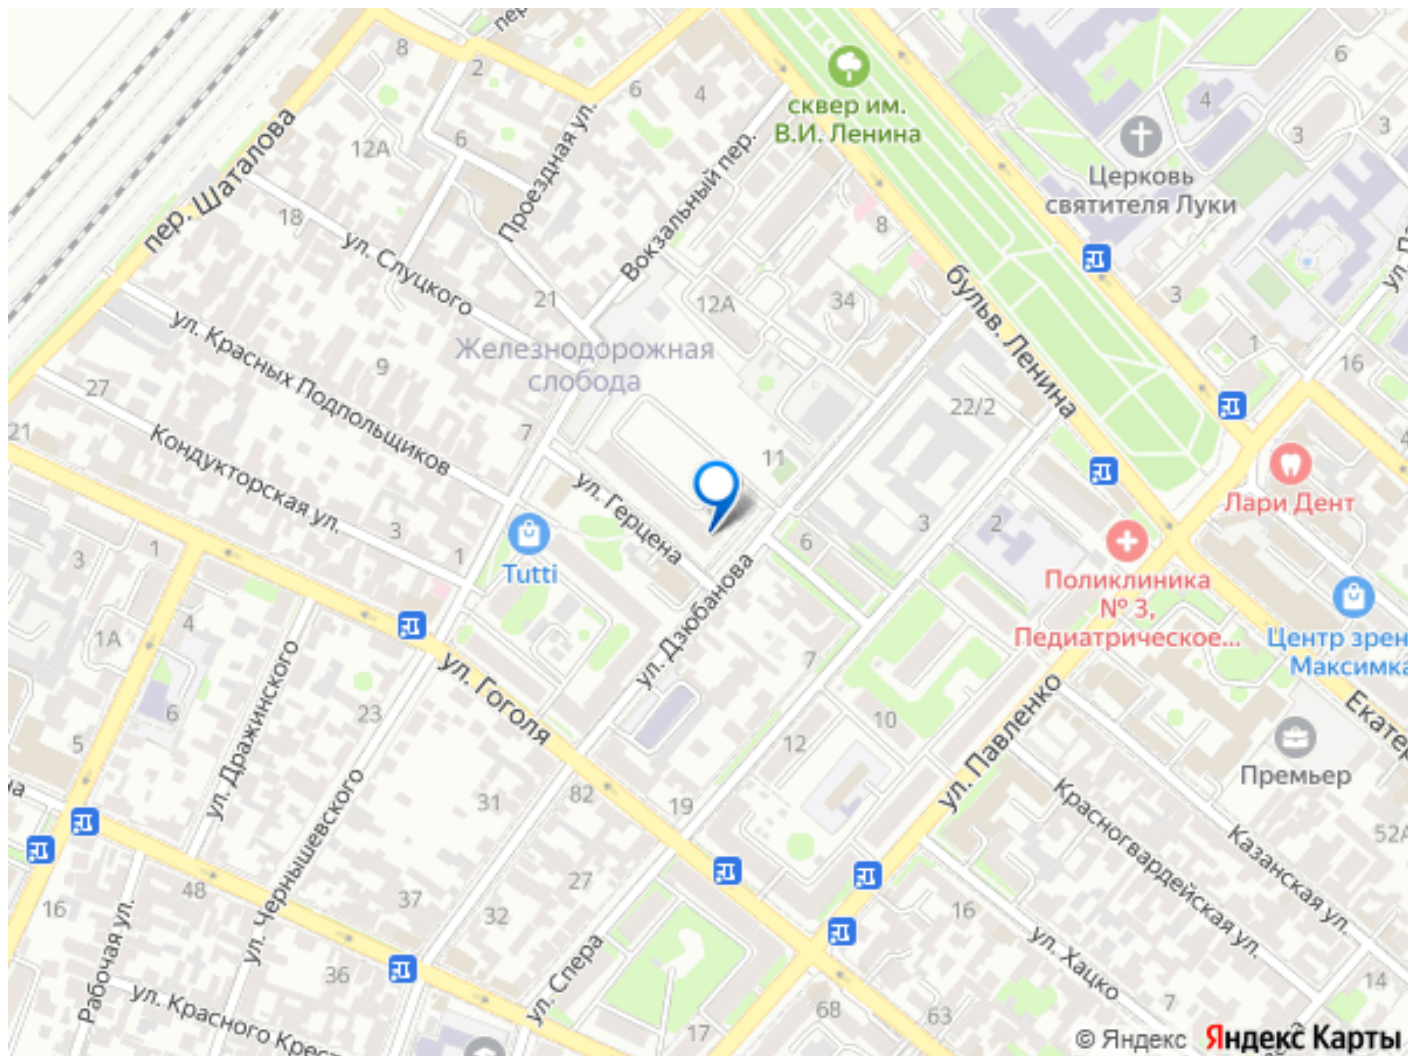 пер.
8
2
6
4
сквер им.
В.И. Ленина
6
4
3
3
12А
6
Проездная ул.
Вокзальный пер.
пер. Шаталова
Церковь
святителя Луки
18
ул. Слуцкого
8
21
12А
34
3
бульв. Ленина
ул. Красных Подпольщиков
Железнодорожная
слобода
9
1
16
27
22/2
21
Кондукторская ул.
7
11
ул. Герцена
Лари Дент
3
1
3
1
3
2
6
Tutti
Поликлиника
№ 3,
Педиатрическое...
Центр зрен
Максимка
1А
4
ул. Дзюбанова
7
ул. Гоголя
ул. Дражинского
23
6
5
10
12
ул. Павленко
Екатер
Премьер
31
82
19
ул. Чернышевского
Красногвардейская ул.
Казанская ул.
52А
48
37
27
32
16
16
Рабочая ул.
36
ул. Спера
ул. Хацко
14
7
ул. Красного Крес
17
68
63
© Яндекс Яндекс Карты